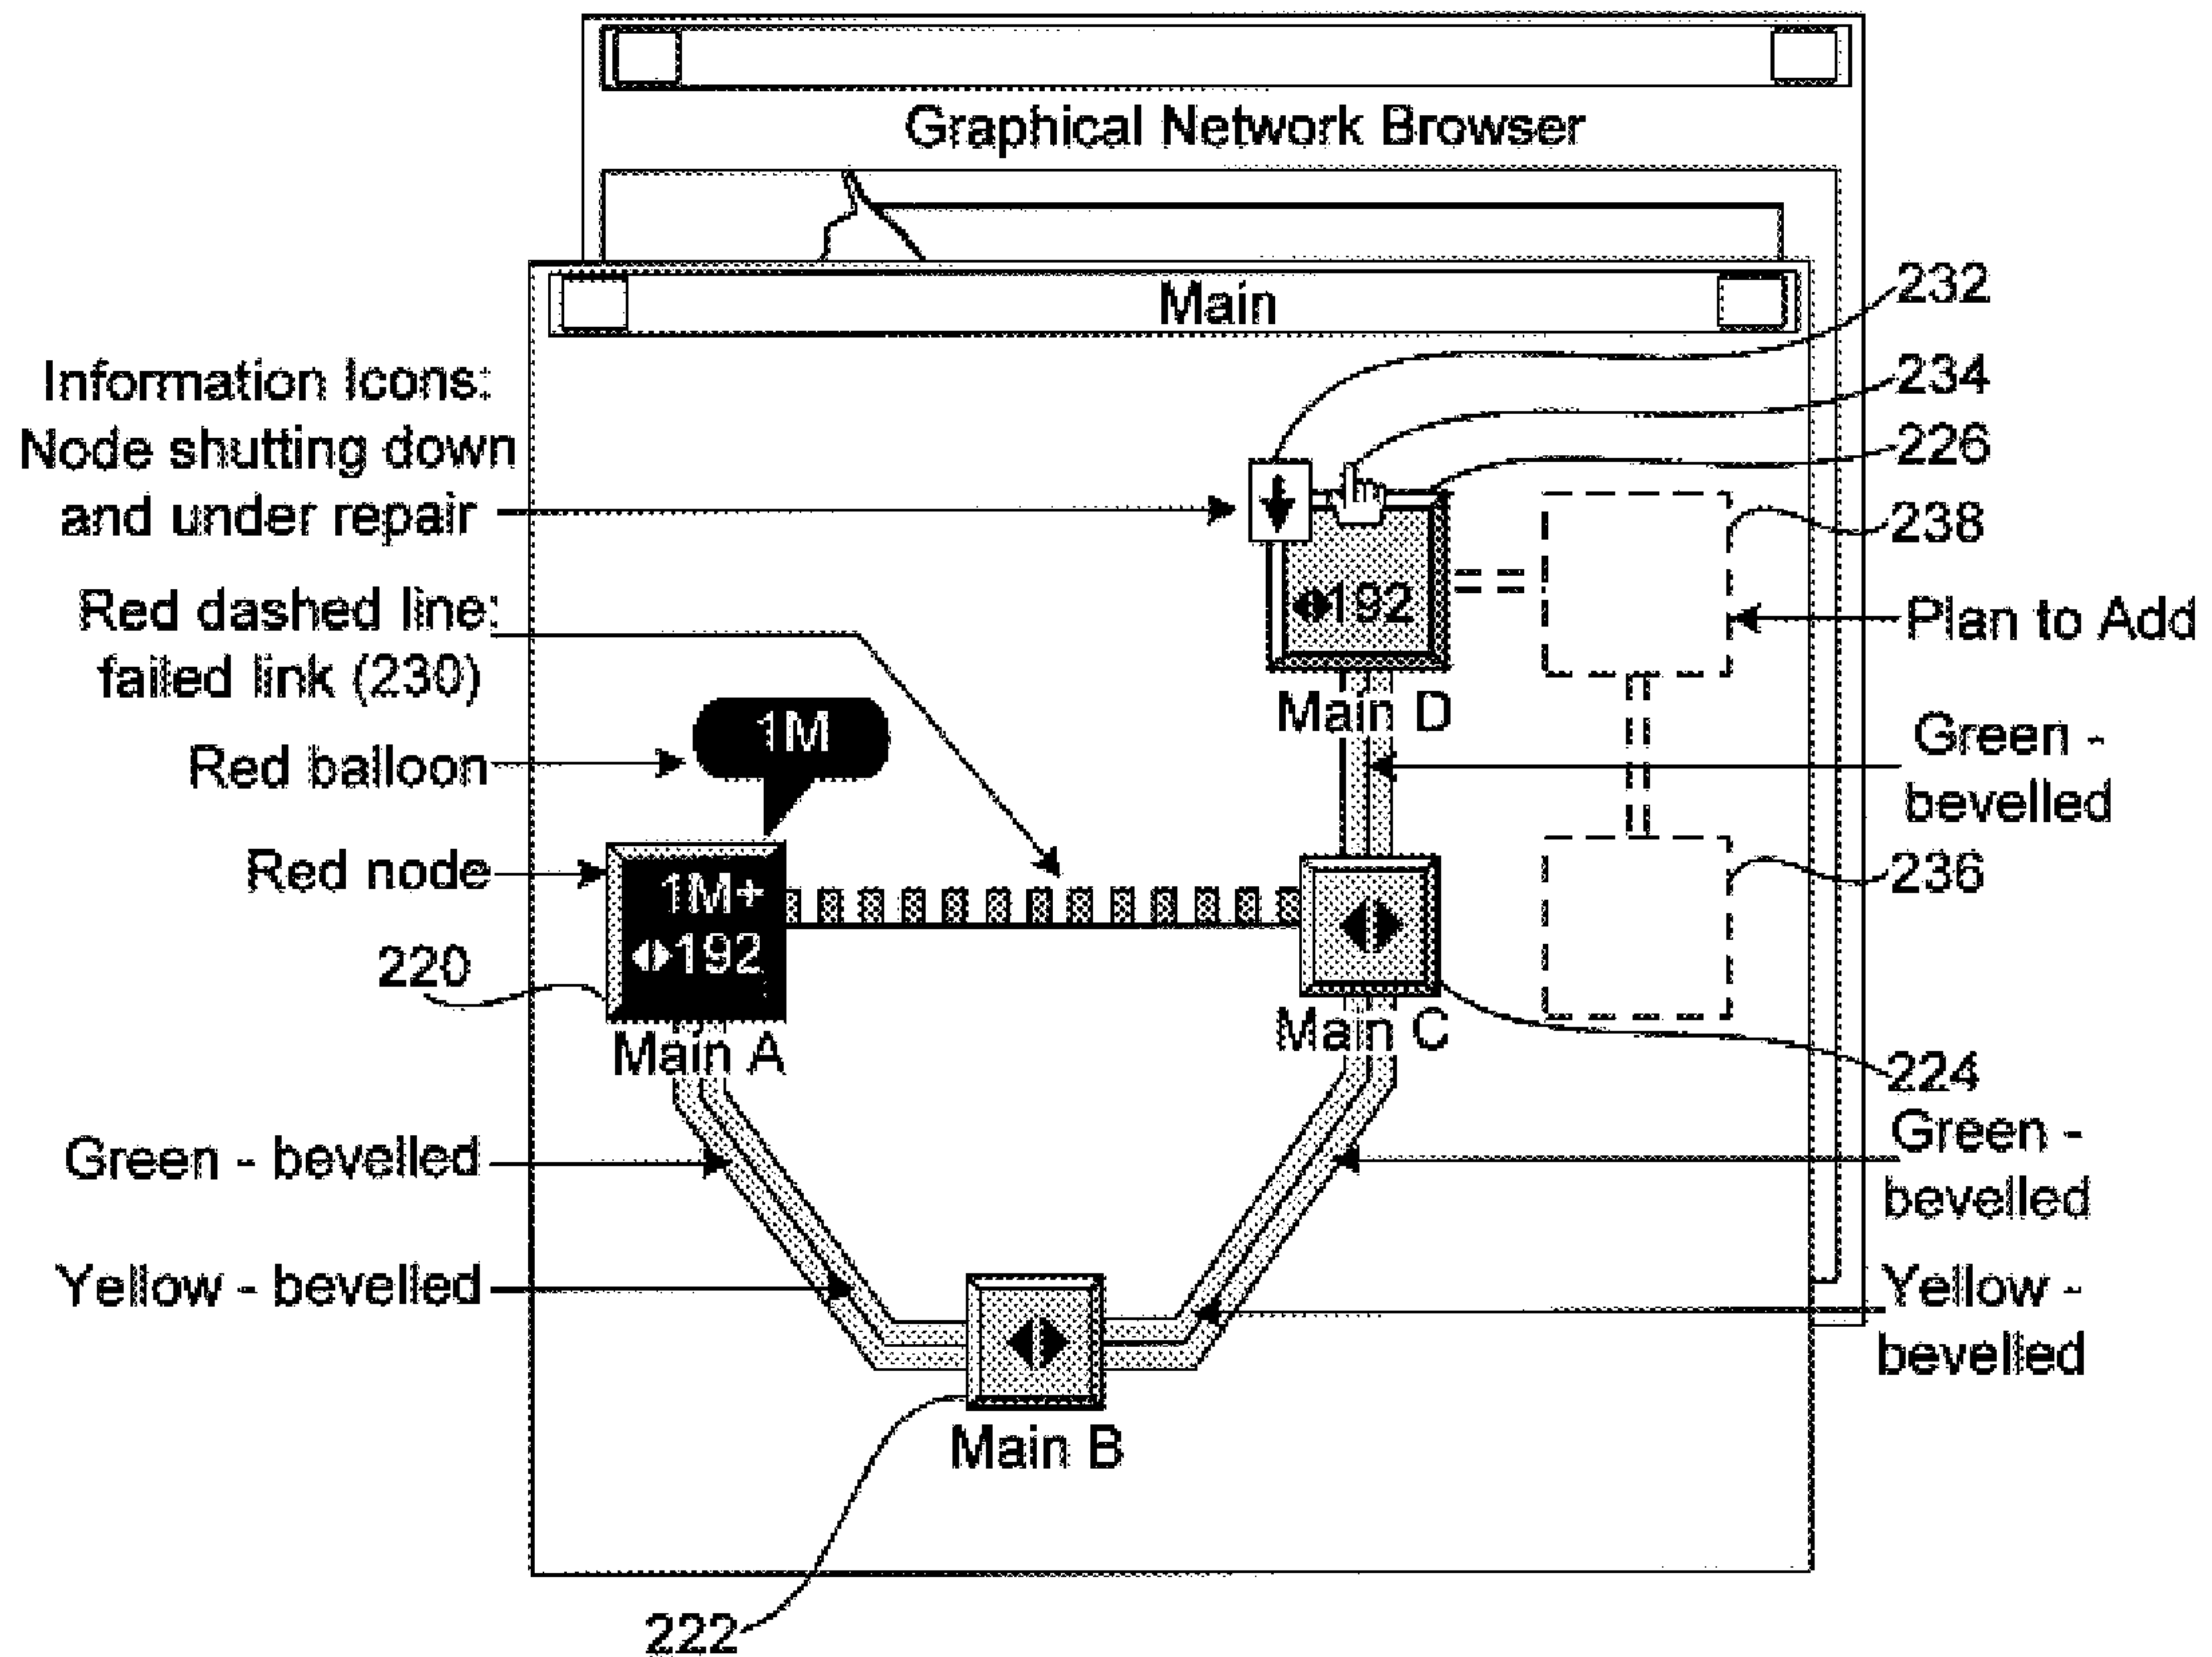 Graphical Network Browser
Main
232
Information Icons:
Node shutting down
and under repair
234
226
238
Red dashed line:
failed link (230)
192
Plan to Add
Main D
1M
Red balloon
Green -
bevelled
Red node
1M+
192
236
220
Main A
Main C
224
Green - bevelled
Green -
bevelled
Yellow - bevelled
Yellow -
bevelled
Main B
222